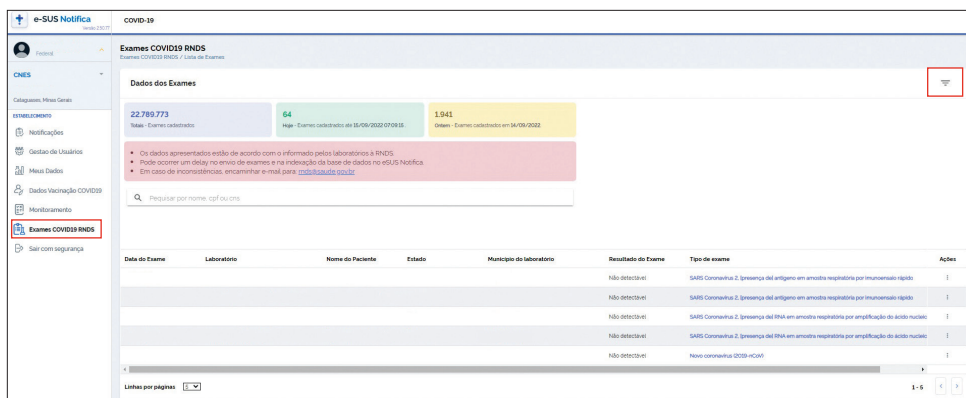 e-SUS Notifica
COVID-19
Federal
CNES
Cataguases, Minas Gerais
ESTABELECIMENTO
Notificações
Gestao de Usuários
Meus Dados
Dados Vacinação COVID19
Monitoramento
Exames COVID19 RNDS
Sair com segurança
Exames COVID19 RNDS
Exames COVID19 RNDS / Lista de Exames
Dados dos Exames
22.789.773
Totais - Exames cadastrados
64
Hoje - Exames cadastrados até 15/09/2022 07:09:18
1.941
Ontem - Exames cadastrados em 14/09/2022
• Os dados apresentados estão de acordo com o informado pelos laboratórios à RNDS.
• Pode ocorrer um delay no envio de exames e na indexação da base de dados no eSUS Notifica.
• Em caso de inconsistências, encaminhar e-mail para: rnds@saude.gov.br
Pesquisar por nome, cpf ou cns
Data do Exame Laboratório Nome do Paciente Estado Município do laboratório Resultado do Exame Tipo de exame Ações
Não detectável SARS Coronavírus 2, [presença de] antígeno em amostra respiratória por imunoensaio rápido
Não detectável SARS Coronavírus 2, [presença de] antígeno em amostra respiratória por imunoensaio rápido
Não detectável SARS Coronavírus 2, [presença de] RNA em amostra respiratória por amplificação do ácido nucleic
Não detectável SARS Coronavírus 2, [presença de] RNA em amostra respiratória por amplificação do ácido nucleic
Não detectável Novo coronavírus (2019-nCoV)
Linhas por páginas 5
1 - 5